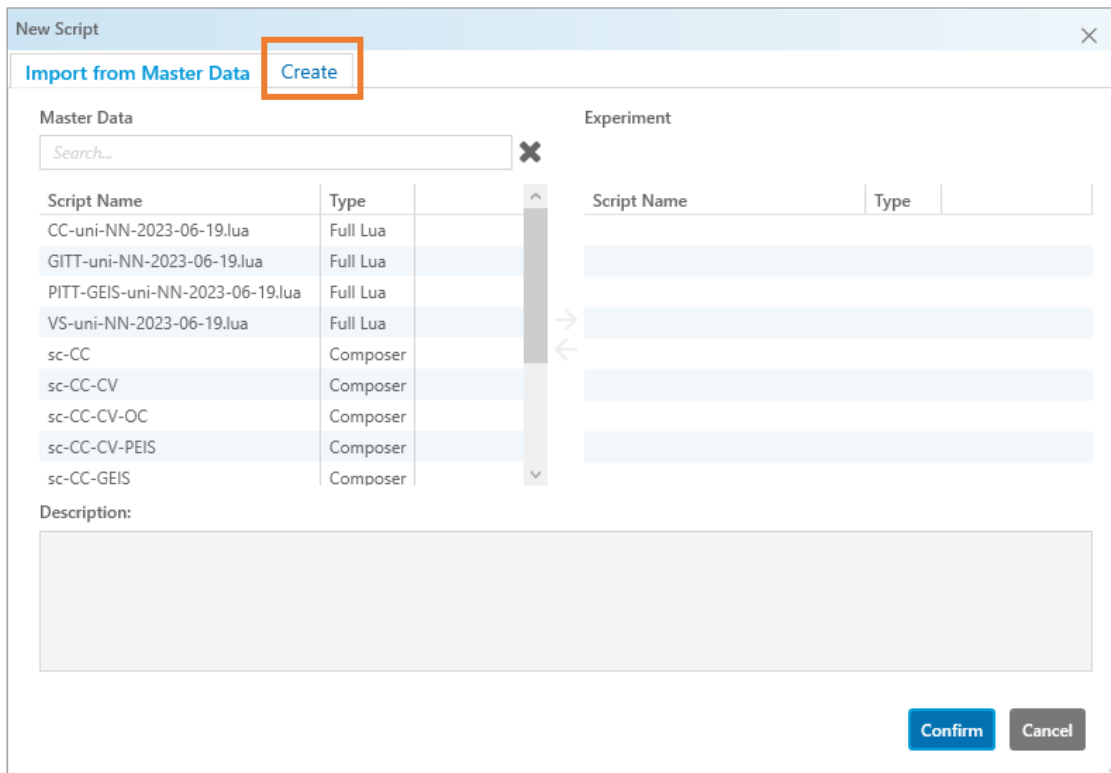 New Script
Import from Master Data Create
Master Data Experiment
Search...
Script Name Type Script Name Type
CC-uni-NN-2023-06-19.lua Full Lua
GITT-uni-NN-2023-06-19.lua Full Lua
PITT-GEIS-uni-NN-2023-06-19.lua Full Lua
VS-uni-NN-2023-06-19.lua Full Lua
sc-CC Composer
sc-CC-CV Composer
sc-CC-CV-OC Composer
sc-CC-CV-PEIS Composer
sc-CC-GEIS Composer
Description:
Confirm Cancel